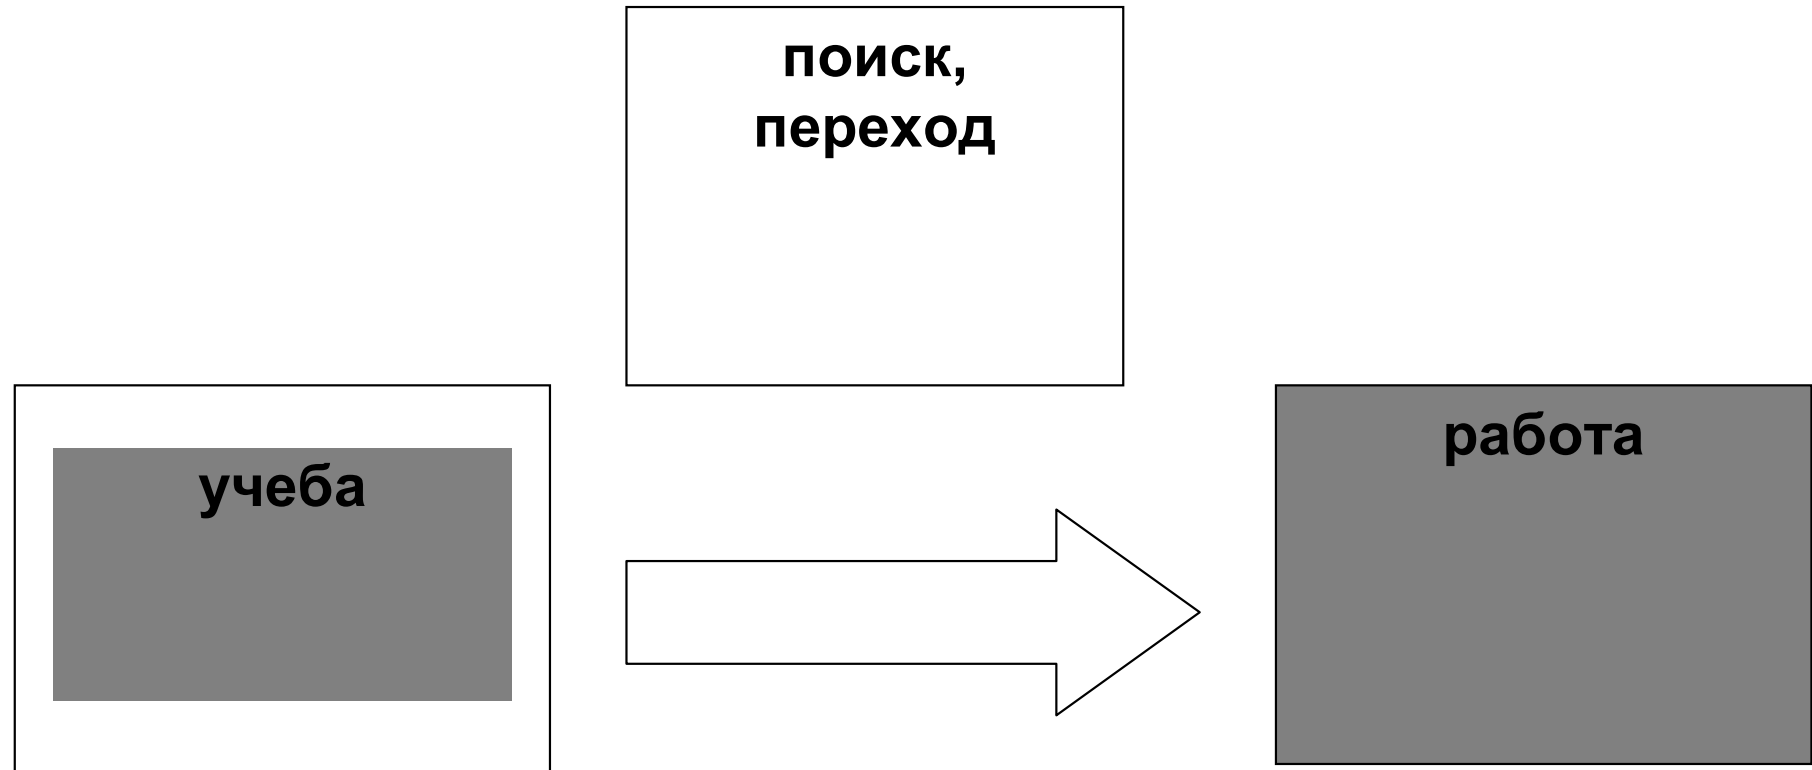 поиск,
переход
учеба
работа